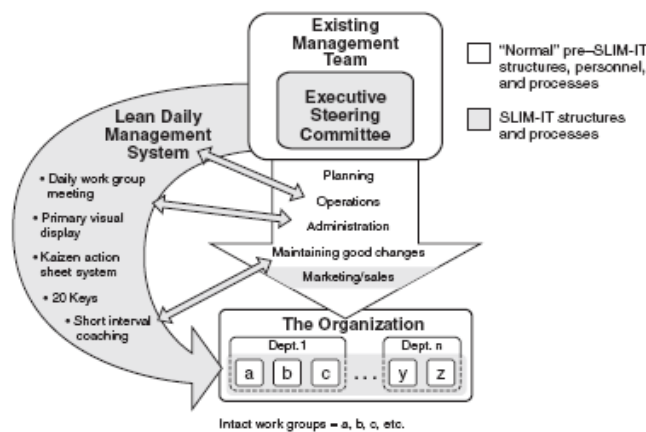 Existing
Management
Team
Executive
Steering
Committee
“Normal” pre–SLIM-IT
structures, personnel,
and processes
SLIM-IT structures
and processes
Lean Daily
Management
System
• Daily work group
meeting
• Primary visual
display
• Kaizen action
sheet system
• 20 Keys
• Short interval
coaching
Planning
Operations
Administration
Maintaining good changes
Marketing/sales
The Organization
Dept. 1
Dept. n
a b c . . . y z
Intact work groups = a, b, c, etc.